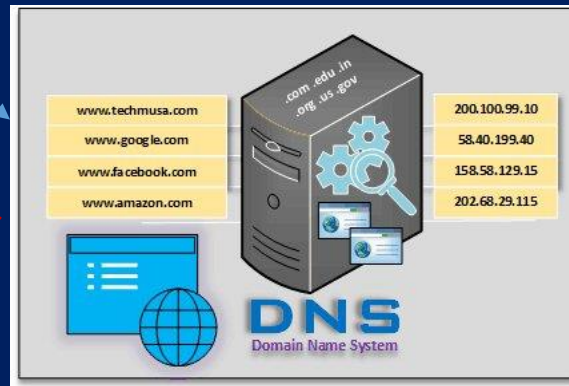 .com .edu .in
.org .us .gov
www.techmusa.com
www.google.com
www.facebook.com
www.amazon.com
200.100.99.10
58.40.199.40
158.58.129.15
202.68.29.115
DNS
Domain Name System